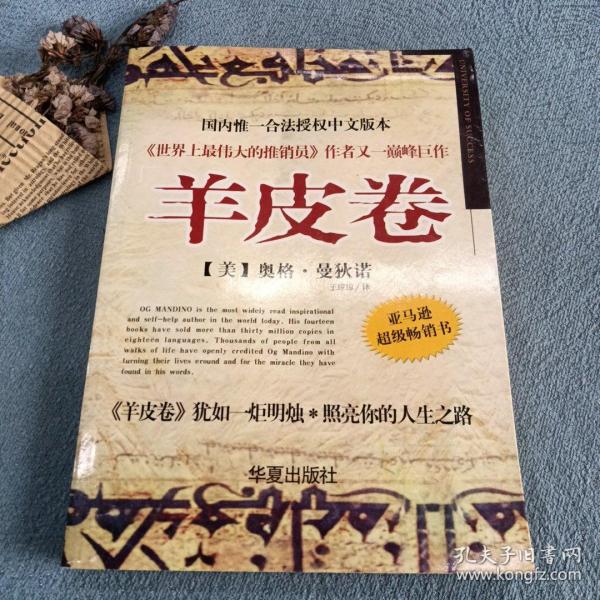 UNIVERSITY OF SUCCESS
国内惟一合法授权中文版本
《世界上最伟大的推销员》作者又一巅峰巨作
羊皮卷
【美】奥格·曼狄诺
王琼琼/译
OG MANDINO is the most widely read inspirational
and self-help author in the world today. His fourteen
books have sold more than thirty million copies in
eighteen languages. Thousands of people from all
walks of life have openly credited Og Mandino with
turning their lives eround and for the miracle they have
found in his words.
亚马逊
超级畅销书
《羊皮卷》犹如一炬明烛*照亮你的人生之路
华夏出版社
孔夫子旧书网
www.kongfz.com